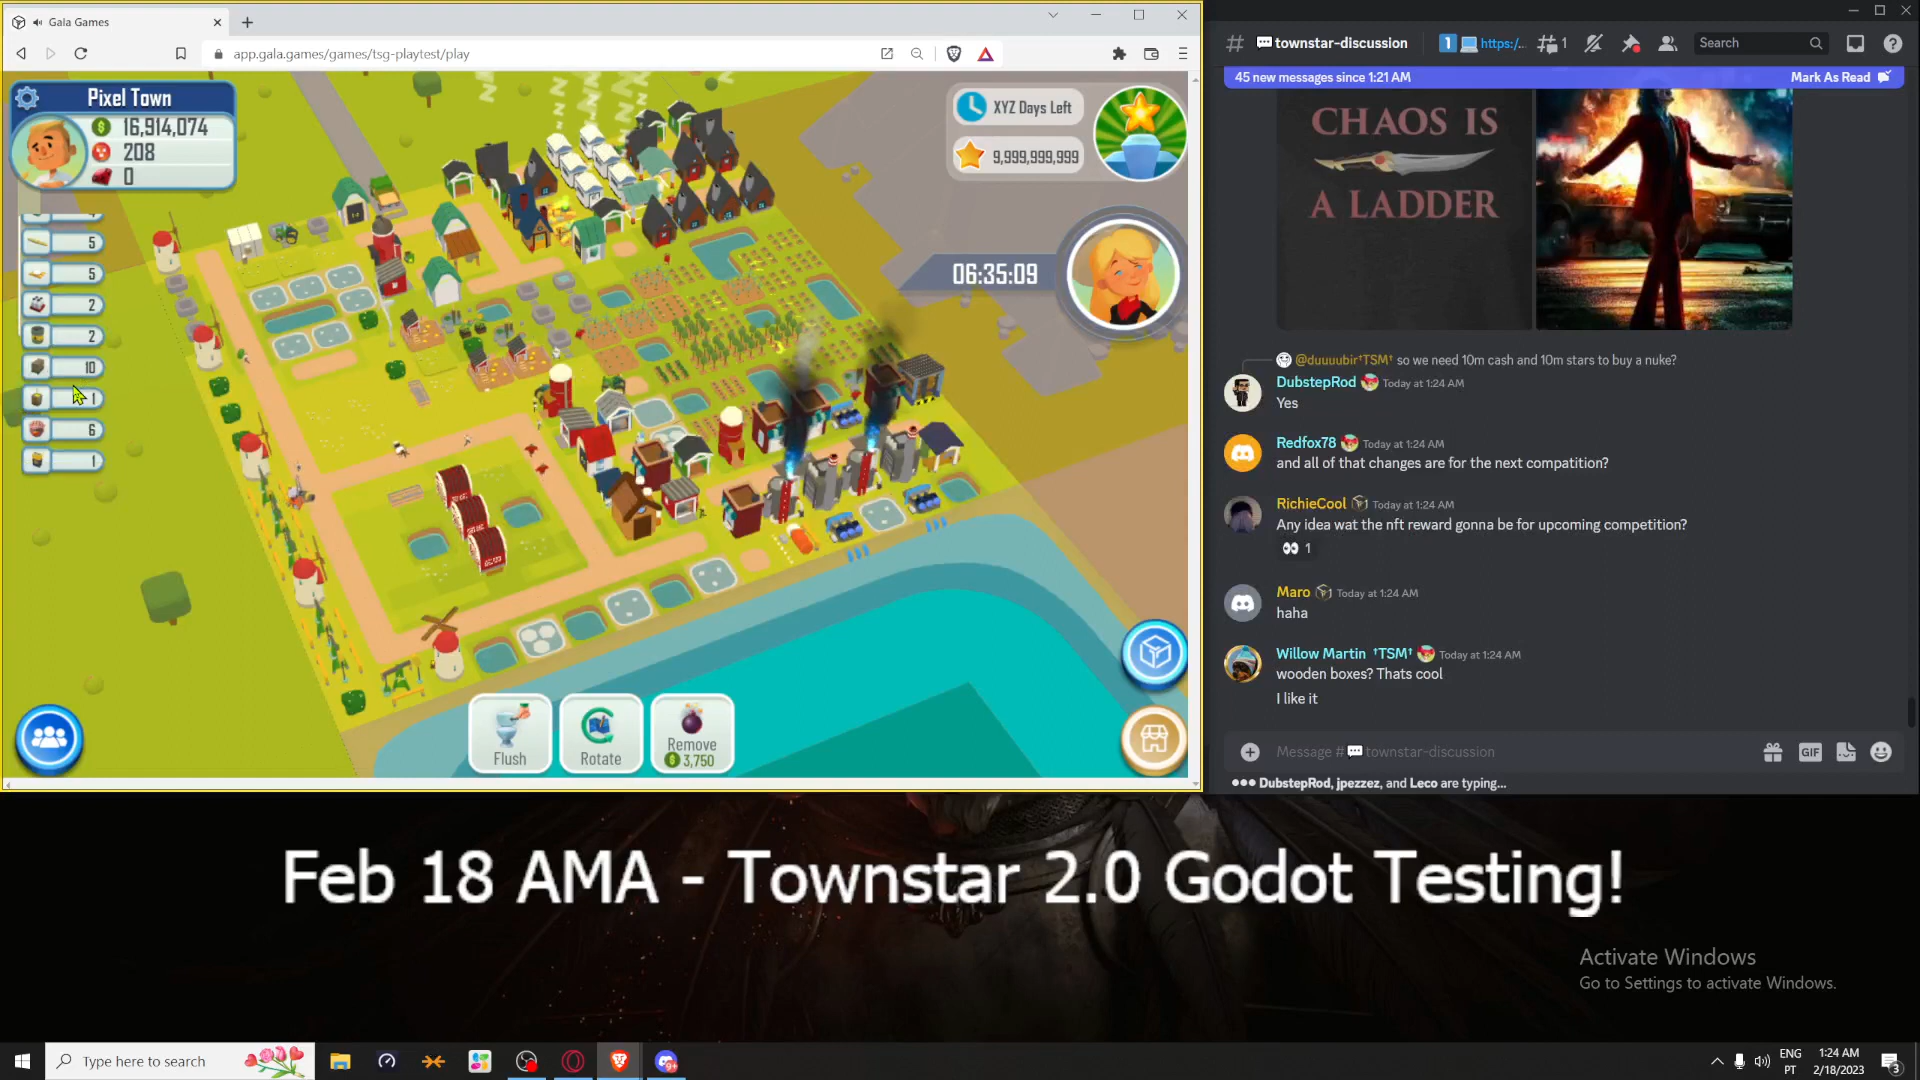 Gala Games
app.gala.games/games/tsg-playtest/play
Pixel Town
16,914,074
208
0
5
5
2
2
10
1
6
1
XYZ Days Left
9,999,999,999
06:35:09
Flush
Rotate
Remove
3,750
townstar-discussion
1
https:/...
1
Search
45 new messages since 1:21 AM
Mark As Read
CHAOS IS
A LADDER
@duuuubir†TSM† so we need 10m cash and 10m stars to buy a nuke?
DubstepRod Today at 1:24 AM
Yes
Redfox78 Today at 1:24 AM
and all of that changes are for the next compatition?
RichieCool Today at 1:24 AM
Any idea wat the nft reward gonna be for upcoming competition?
1
Maro Today at 1:24 AM
haha
Willow Martin †TSM† Today at 1:24 AM
wooden boxes? Thats cool
I like it
Message #townstar-discussion
GIF
DubstepRod, jpezzez, and Leco are typing...
Feb 18 AMA - Townstar 2.0 Godot Testing!
Activate Windows
Go to Settings to activate Windows.
Type here to search
9+
ENG
PT
1:24 AM
2/18/2023
3